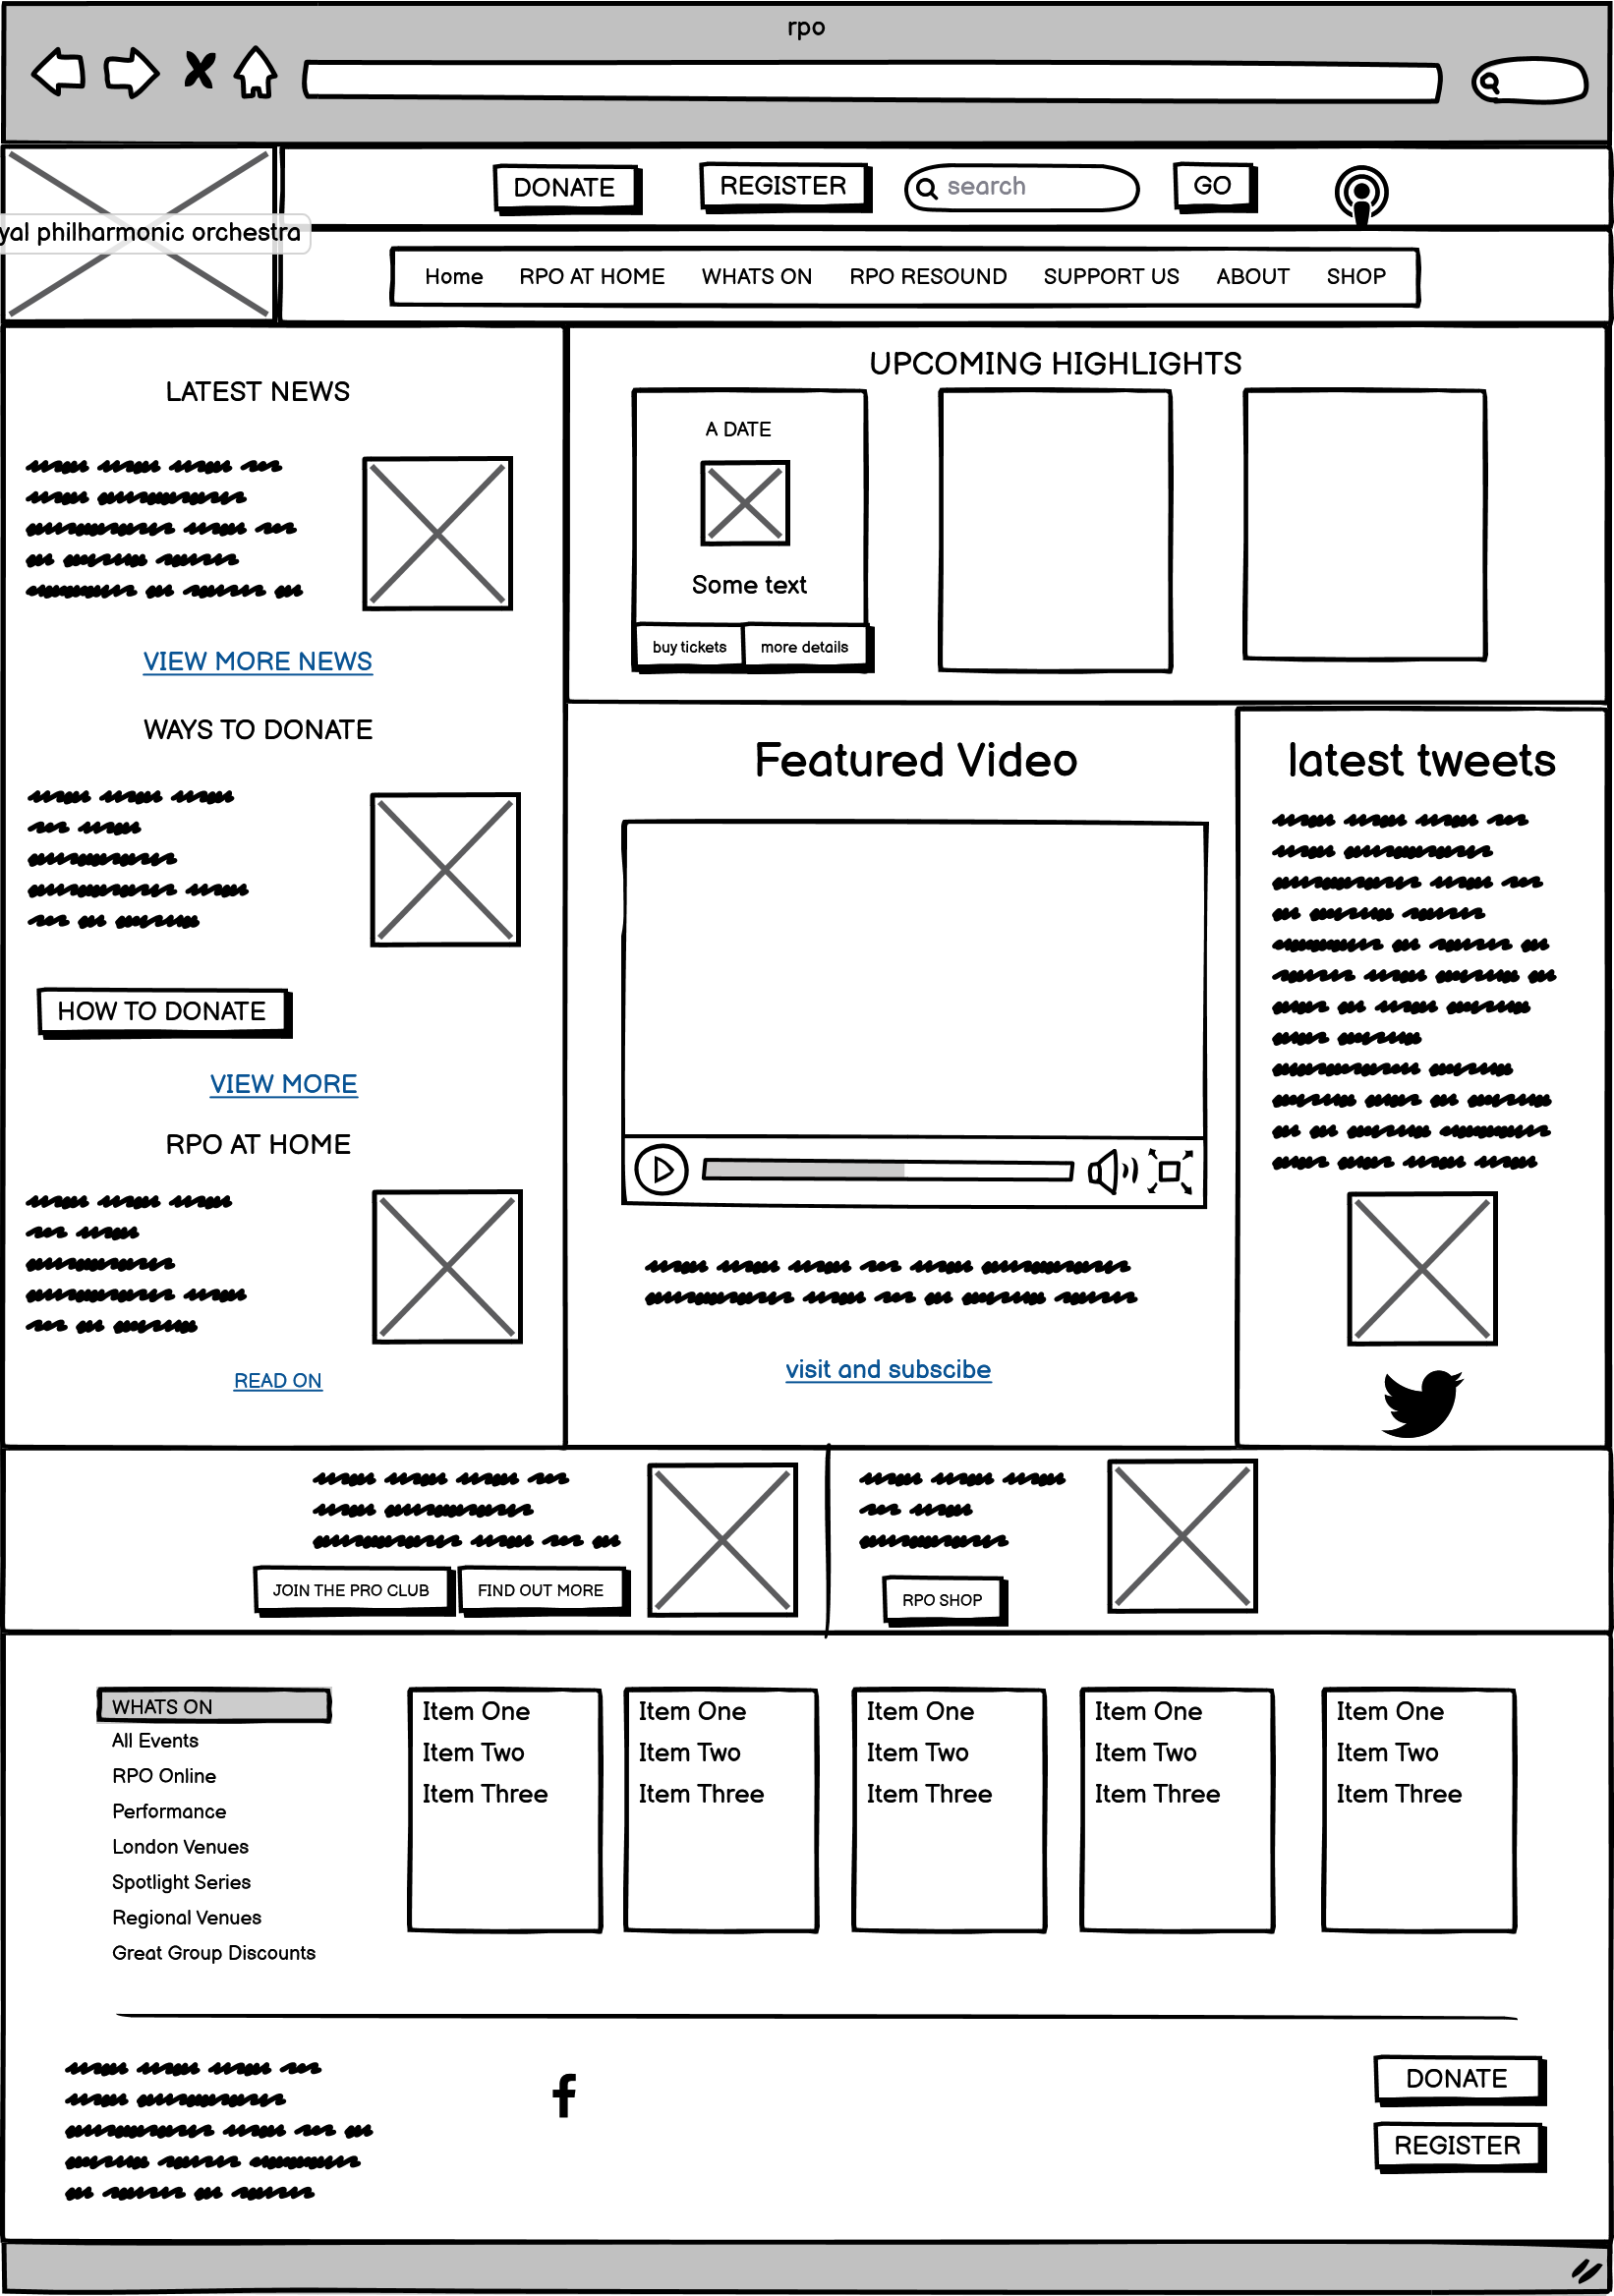 rpo
DONATE REGISTER search GO
yal philharmonic orchestra
Home RPO AT HOME WHATS ON RPO RESOUND SUPPORT US ABOUT SHOP
LATEST NEWS
VIEW MORE NEWS
WAYS TO DONATE
HOW TO DONATE
VIEW MORE
RPO AT HOME
READ ON
UPCOMING HIGHLIGHTS
A DATE
Some text
buy tickets more details
Featured Video
visit and subscibe
latest tweets
JOIN THE PRO CLUB FIND OUT MORE
RPO SHOP
WHATS ON
All Events
RPO Online
Performance
London Venues
Spotlight Series
Regional Venues
Great Group Discounts
Item One
Item Two
Item Three
Item One
Item Two
Item Three
Item One
Item Two
Item Three
Item One
Item Two
Item Three
Item One
Item Two
Item Three
DONATE
REGISTER